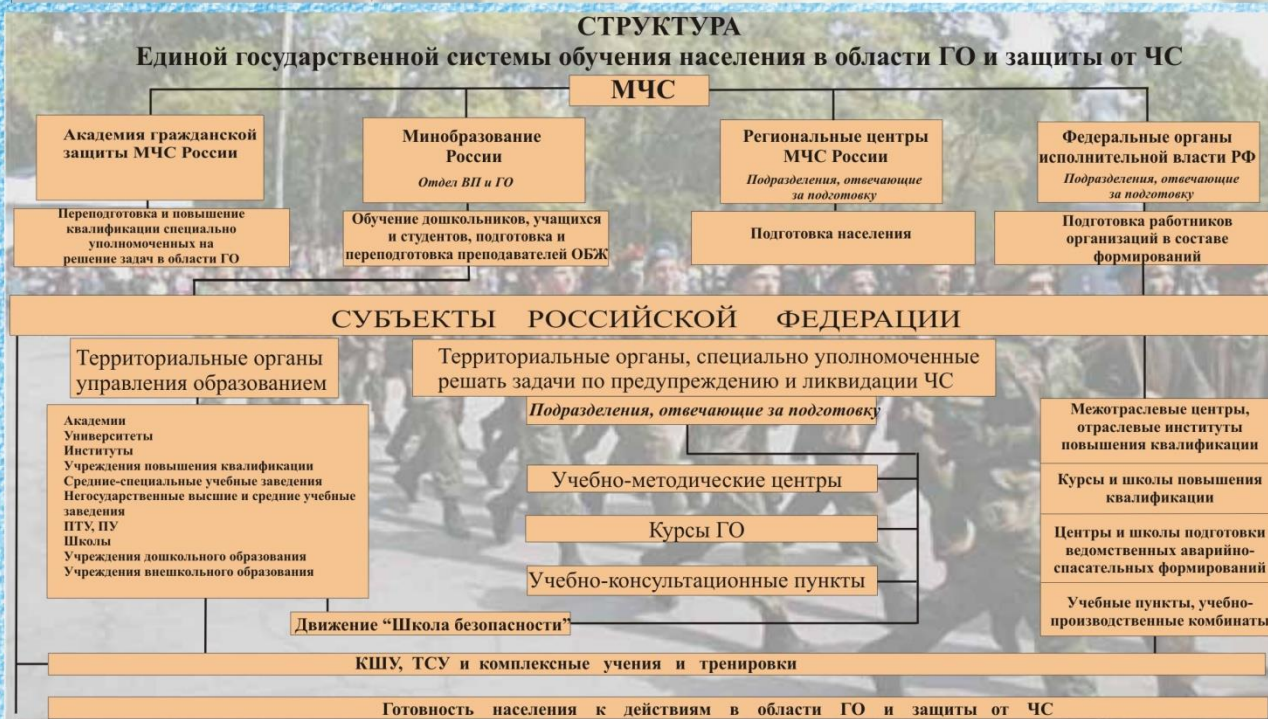 СТРУКТУРА
Единой государственной системы обучения населения в области ГО и защиты от ЧС
МЧС
Академия гражданской
защиты МЧС России
Минобразование
России
Отдел ВП и ГО
Региональные центры
МЧС России
Подразделения, отвечающие
за подготовку
Федеральные органы
исполнительной власти РФ
Подразделения, отвечающие
за подготовку
Переподготовка и повышение
квалификации специально
уполномоченных на
решение задач в области ГО
Обучение дошкольников, учащихся
и студентов, подготовка и
переподготовка преподавателей ОБЖ
Подготовка населения
Подготовка работников
организаций в составе
формирований
СУБЪЕКТЫ РОССИЙСКОЙ ФЕДЕРАЦИИ
Территориальные органы
управления образованием
Территориальные органы, специально уполномоченные
решать задачи по предупреждению и ликвидации ЧС
Подразделения, отвечающие за подготовку
Академии
Университеты
Институты
Учреждения повышения квалификации
Средние-специальные учебные заведения
Негосударственные высшие и средние учебные
заведения
ПТУ, ПУ
Школы
Учреждения дошкольного образования
Учреждения внешкольного образования
Учебно-методические центры
Курсы ГО
Учебно-консультационные пункты
Движение “Школа безопасности”
Межотраслевые центры,
отраслевые институты
повышения квалификации
Курсы и школы повышения
квалификации
Центры и школы подготовки
ведомственных аварийно-
спасательных формирований
Учебные пункты, учебно-
производственные комбинаты
КШУ, ТСУ и комплексные учения и тренировки
Готовность населения к действиям в области ГО и защиты от ЧС